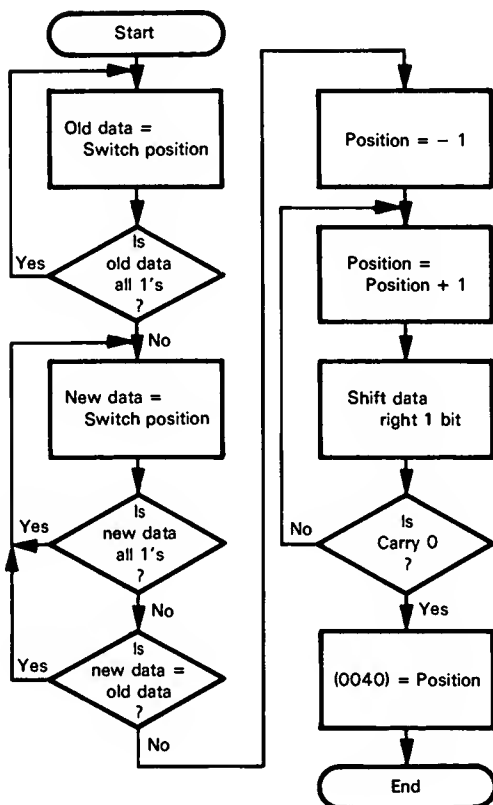 Start
Old data =
Switch position
Is
old data
all 1's
?
Yes
No
New data =
Switch position
Is
new data
all 1's
?
Yes
No
Is
new data =
old data
?
Yes
No
Position = - 1
Position =
Position + 1
Shift data
right 1 bit
Is
Carry 0
?
No
Yes
(0040) = Position
End